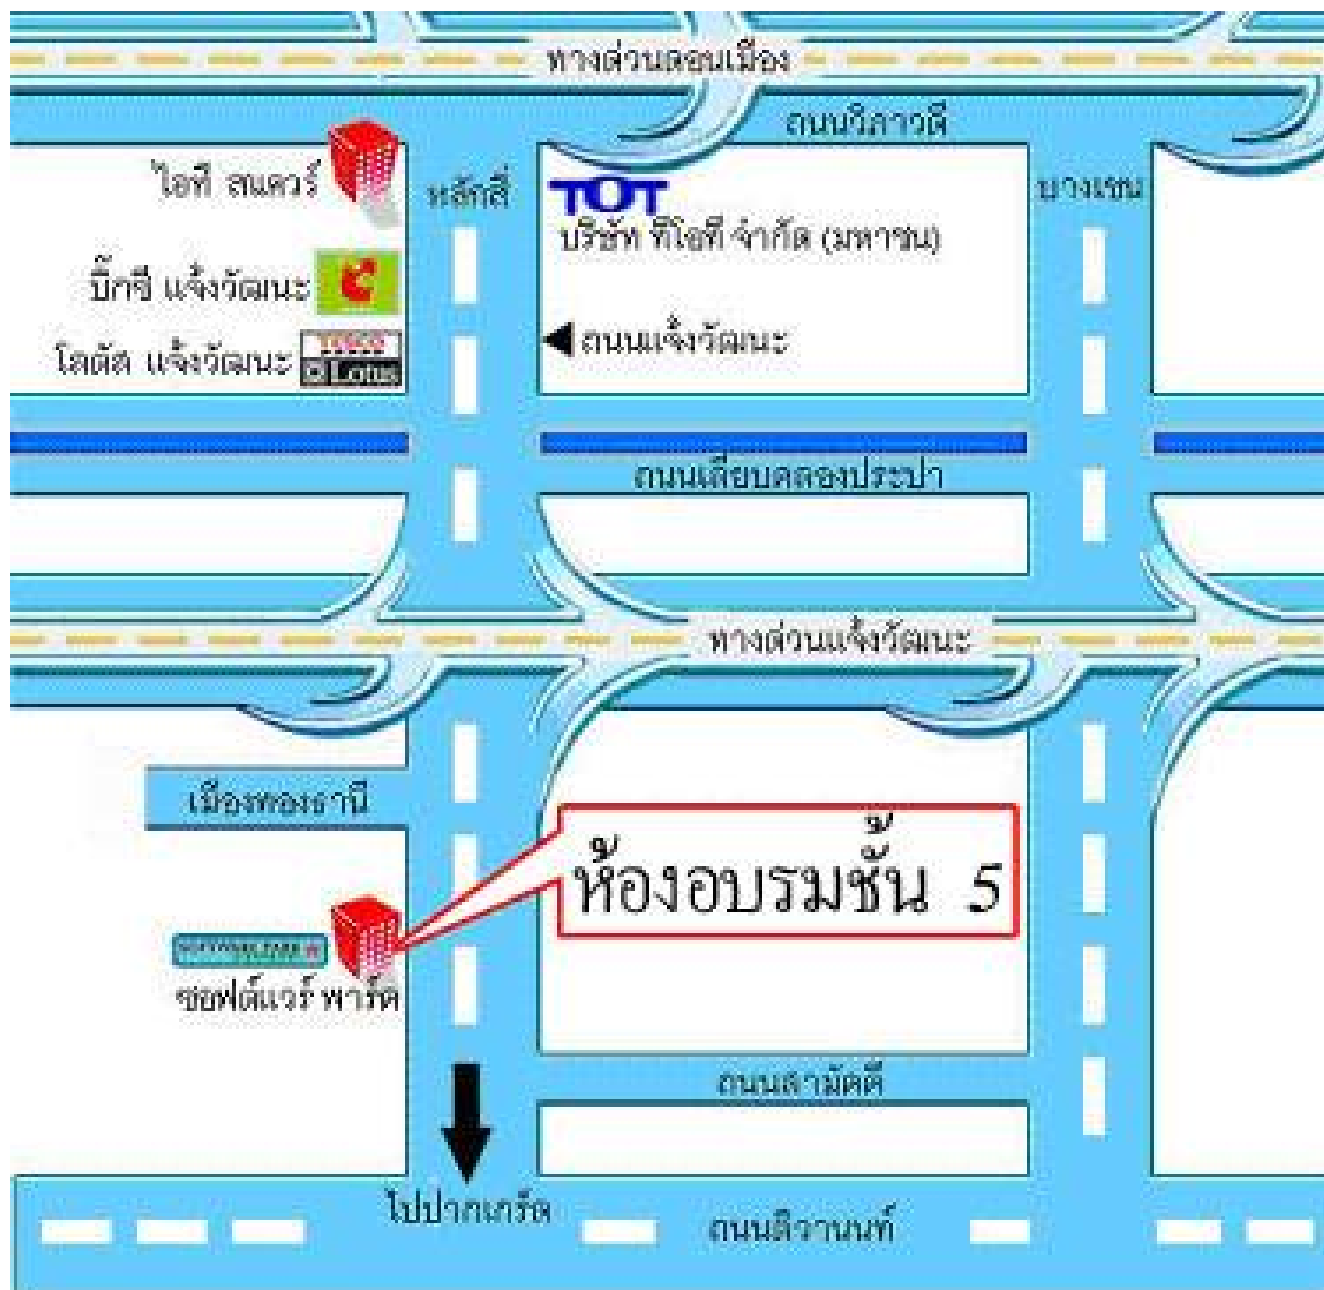 ทางด่วนดอนเมือง
ถนนวิภาวดี
ไอที สแควร์
หลักสี่
TOT
บางเขน
บริษัท ทีโอที จำกัด (มหาชน)
บิ๊กซี แจ้งวัฒนะ
ถนนแจ้งวัฒนะ
โลตัส แจ้งวัฒนะ
TESCO
Lotus
ถนนเลียบคลองประปา
ทางด่วนแจ้งวัฒนะ
เมืองทองธานี
ห้องอบรมชั้น 5
ซอฟต์แวร์ พาร์ค
ถนนสามัคคี
ไปปากเกร็ด
ถนนติวานนท์